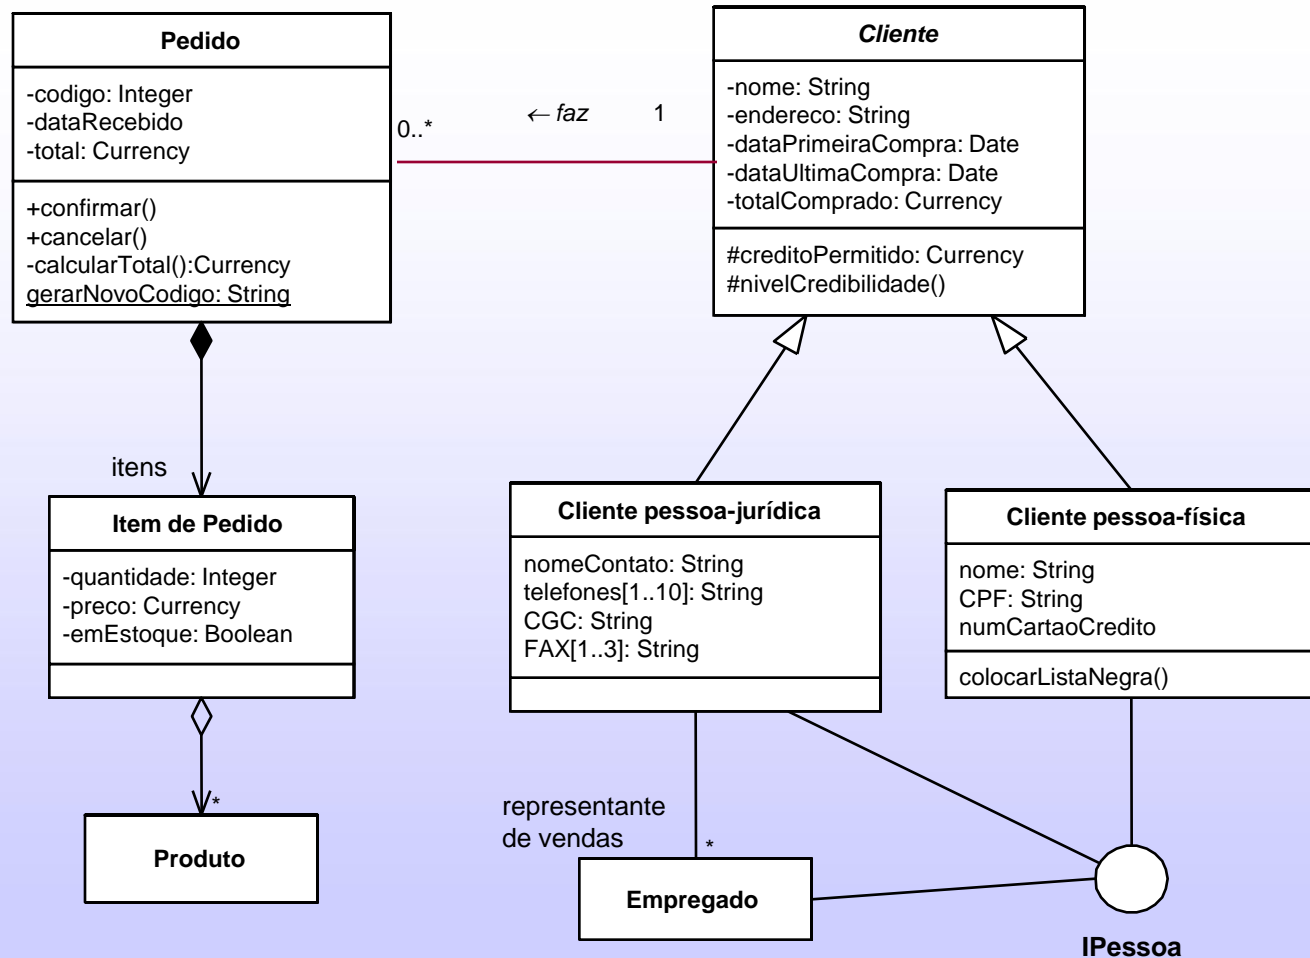 Pedido
-codigo: Integer
-dataRecebido
-total: Currency
+confirmar()
+cancelar()
-calcularTotal():Currency
gerarNovoCodigo: String
0..*
← faz
1
Cliente
-nome: String
-endereco: String
-dataPrimeiraCompra: Date
-dataUltimaCompra: Date
-totalComprado: Currency
#creditoPermitido: Currency
#nivelCredibilidade()
itens
Item de Pedido
-quantidade: Integer
-preco: Currency
-emEstoque: Boolean
*
Produto
Cliente pessoa-jurídica
nomeContato: String
telefones[1..10]: String
CGC: String
FAX[1..3]: String
Cliente pessoa-física
nome: String
CPF: String
numCartaoCredito
colocarListaNegra()
representante
de vendas
*
Empregado
IPessoa